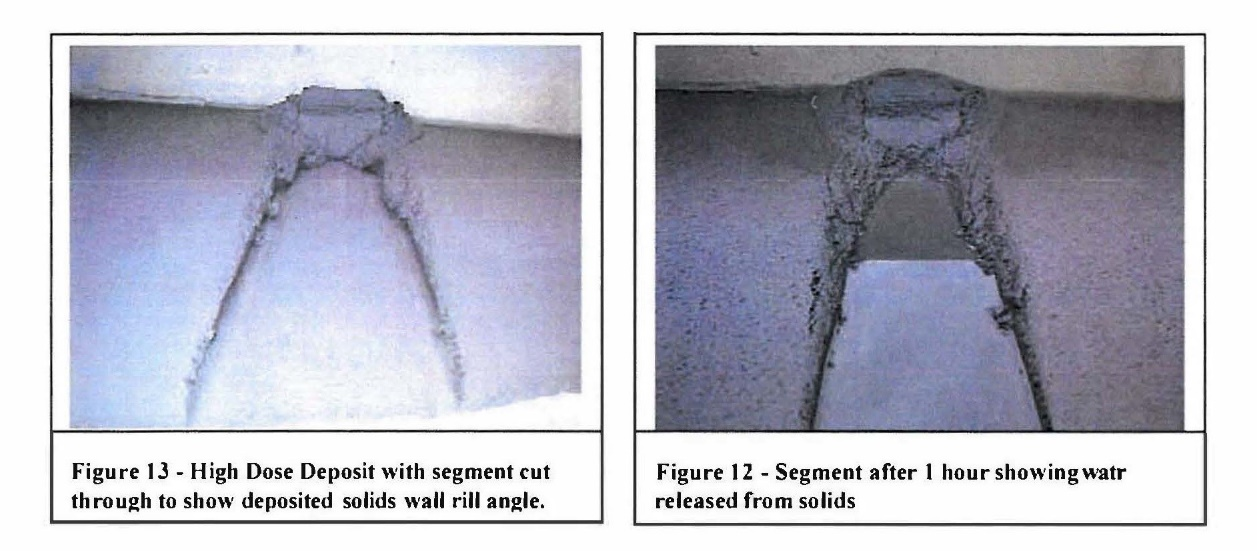 Figure 13 - High Dose Deposit with segment cut
through to show deposited solids wall rill angle.
Figure 12 - Segment after 1 hour showing watr
released from solids